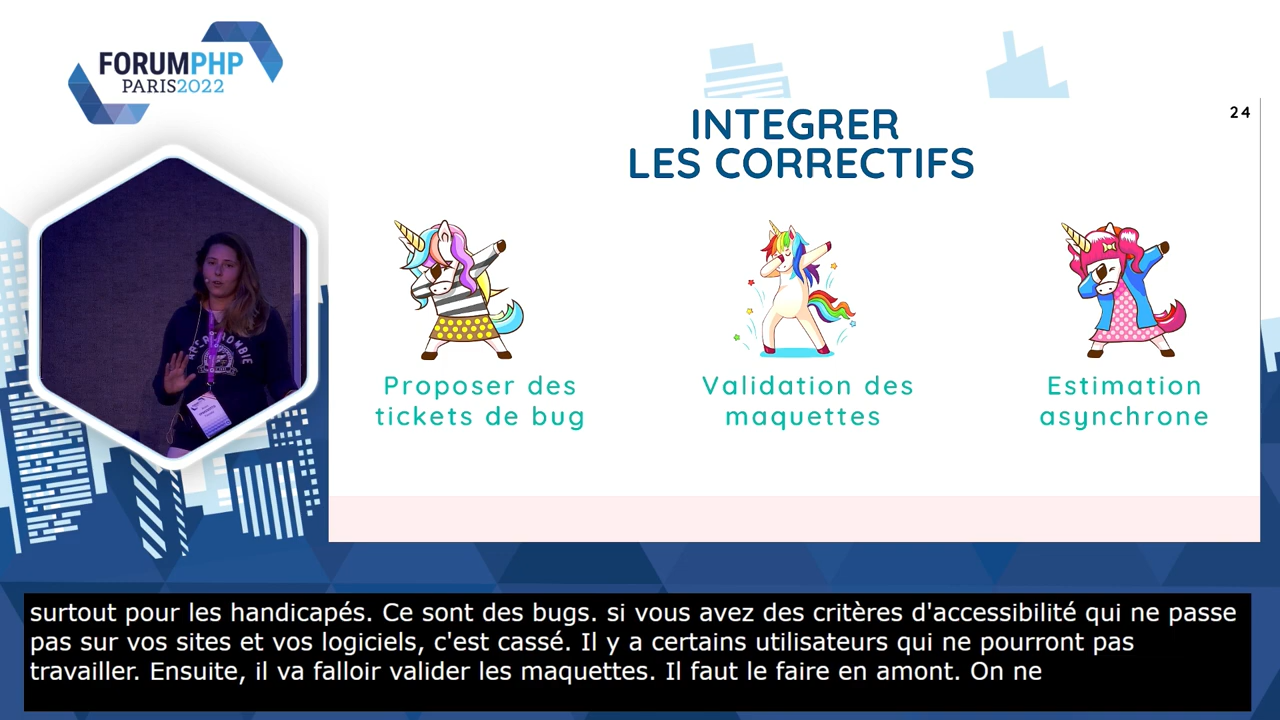 FORUMPHP
PARIS2022
24
INTEGRER
LES CORRECTIFS
Proposer des
tickets de bug
Validation des
maquettes
Estimation
asynchrone
surtout pour les handicapés. Ce sont des bugs. si vous avez des critères d'accessibilité qui ne passe
pas sur vos sites et vos logiciels, c'est cassé. Il y a certains utilisateurs qui ne pourront pas
travailler. Ensuite, il va falloir valider les maquettes. Il faut le faire en amont. On ne